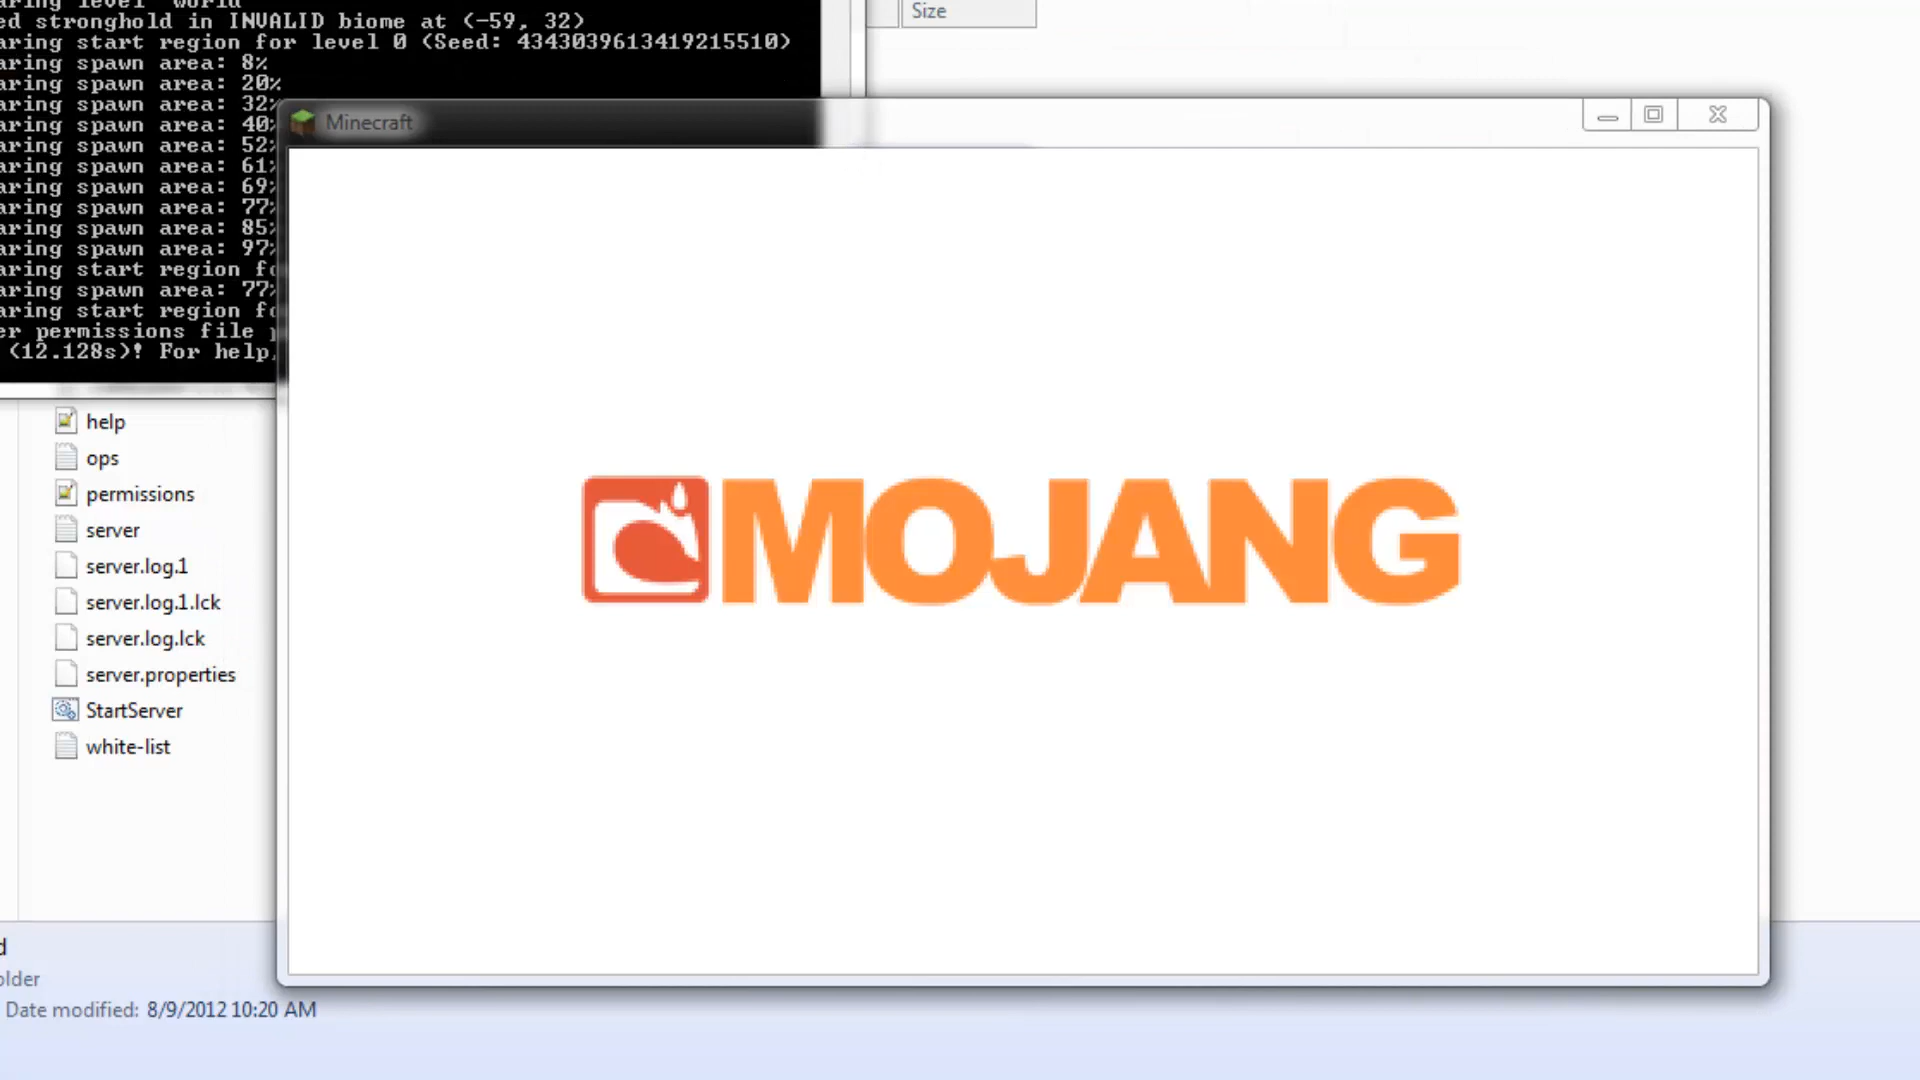 aring level "world"
ed stronghold in INVALID biome at (-59, 32)
aring start region for level 0 (Seed: 4343039613419215510)
aring spawn area: 8%
aring spawn area: 20%
aring spawn area: 32%
aring spawn area: 40%
aring spawn area: 52%
aring spawn area: 61%
aring spawn area: 69%
aring spawn area: 77%
aring spawn area: 85%
aring spawn area: 97%
aring start region fo
aring spawn area: 77%
aring start region fo
er permissions file
(12.128s)! For help,
Size
Minecraft
MOJANG
help
ops
permissions
server
server.log.1
server.log.1.lck
server.log.lck
server.properties
StartServer
white-list
d
older
Date modified: 8/9/2012 10:20 AM